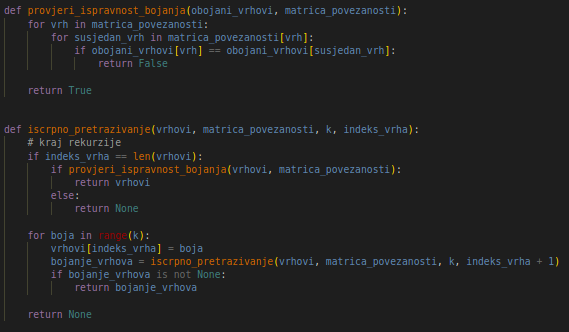 def provjeri_ispravnost_bojanja(obojani_vrhovi, matrica_povezanosti):
    for vrh in matrica_povezanosti:
        for susjedan_vrh in matrica_povezanosti[vrh]:
            if obojani_vrhovi[vrh] == obojani_vrhovi[susjedan_vrh]:
                return False

    return True


def iscrpno_pretrazivanje(vrhovi, matrica_povezanosti, k, indeks_vrha):
    # kraj rekurzije
    if indeks_vrha == len(vrhovi):
        if provjeri_ispravnost_bojanja(vrhovi, matrica_povezanosti):
            return vrhovi
        else:
            return None

    for boja in range(k):
        vrhovi[indeks_vrha] = boja
        bojanje_vrhova = iscrpno_pretrazivanje(vrhovi, matrica_povezanosti, k, indeks_vrha + 1)
        if bojanje_vrhova is not None:
            return bojanje_vrhova

    return None